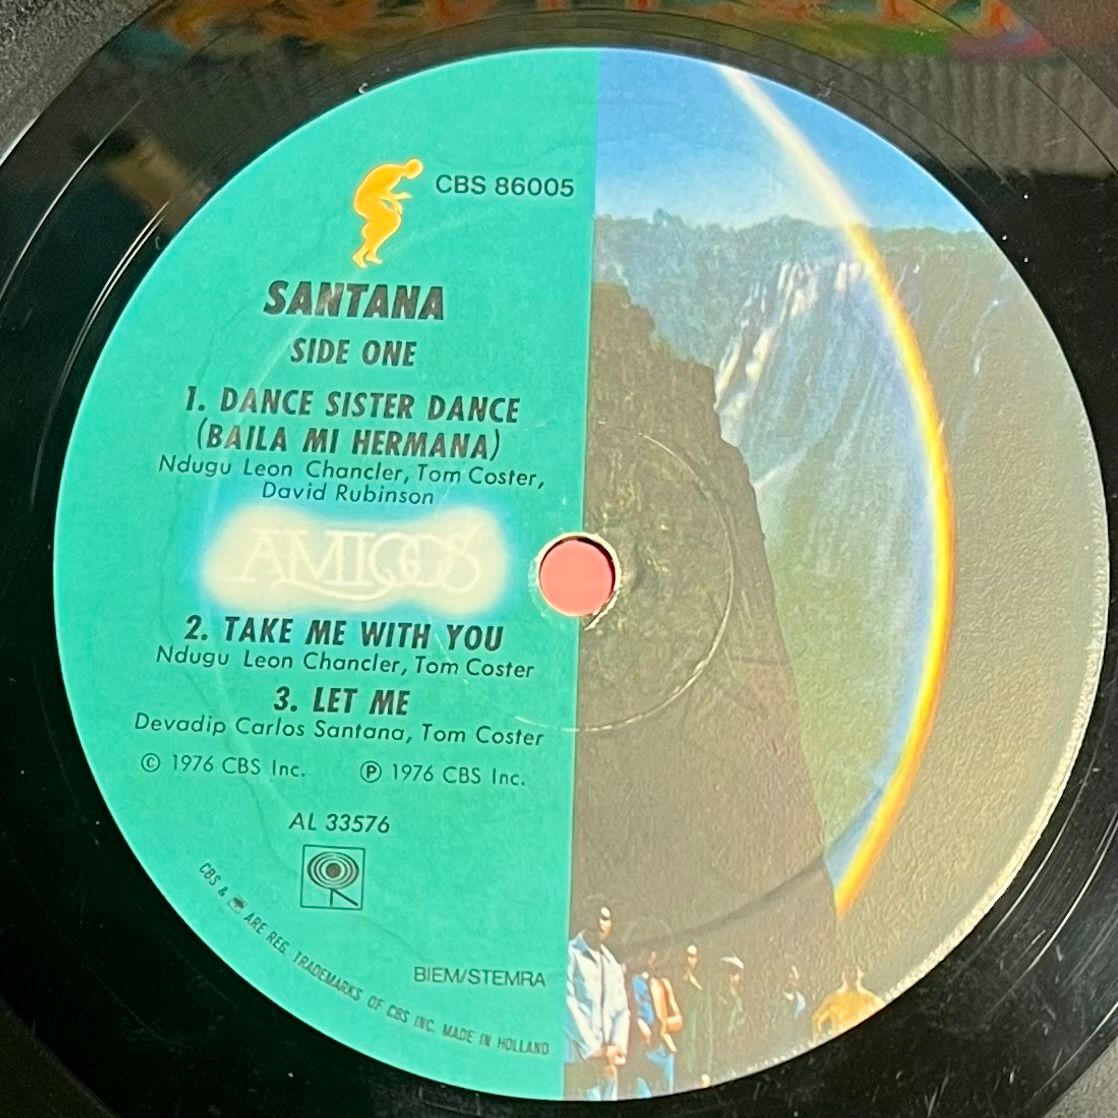 CBS 86005
SANTANA
SIDE ONE
1. DANCE SISTER DANCE
(BAILA MI HERMANA)
Ndugu Leon Chancler, Tom Coster,
David Rubinson
AMIGOS
2. TAKE ME WITH YOU
Ndugu Leon Chancler, Tom Coster
3. LET ME
Devadip Carlos Santana, Tom Coster
© 1976 CBS Inc. ℗ 1976 CBS Inc.
AL 33576
BIEM/STEMRA
CBS & ARE REG. TRADEMARKS OF CBS INC. MADE IN HOLLAND